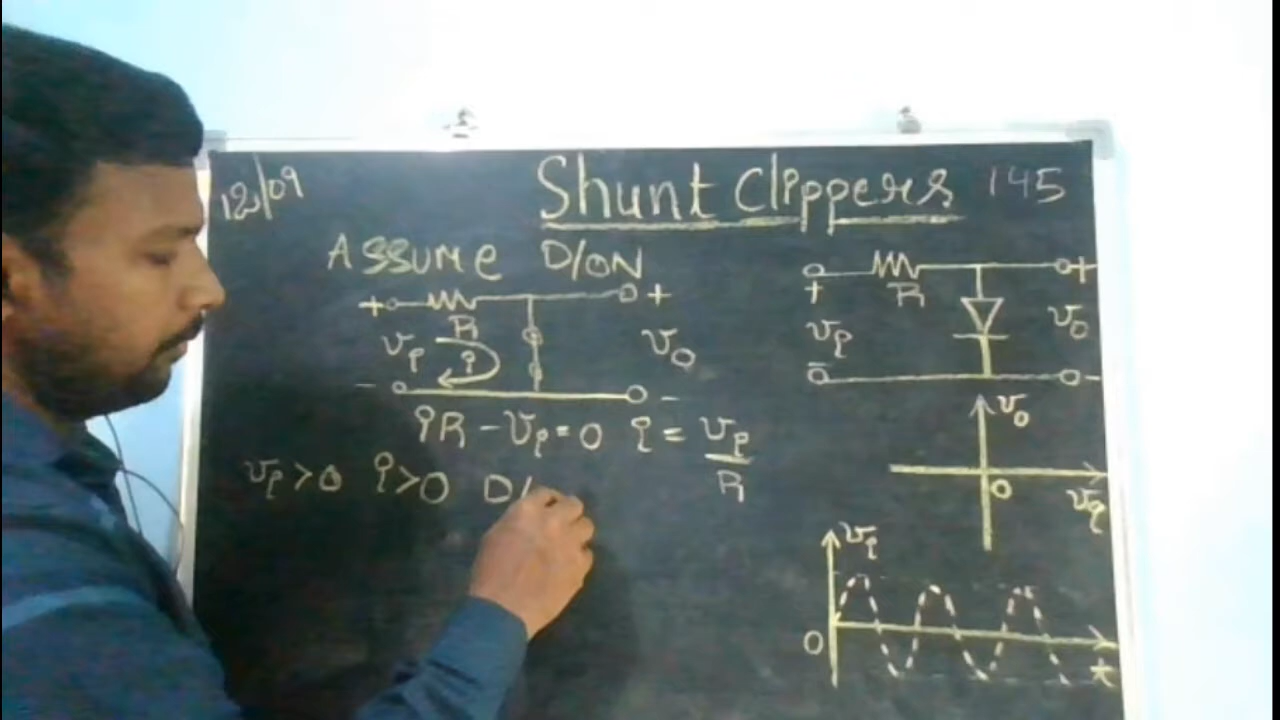 12/09 Shunt Clippers 145
Assume D/ON
+ R +
vi i vo
- -
iR - vi = 0 i = vi/R
vi > 0 i > 0 D/
+ R +
vi vo
- -
vo
0 vi
vi
0 t